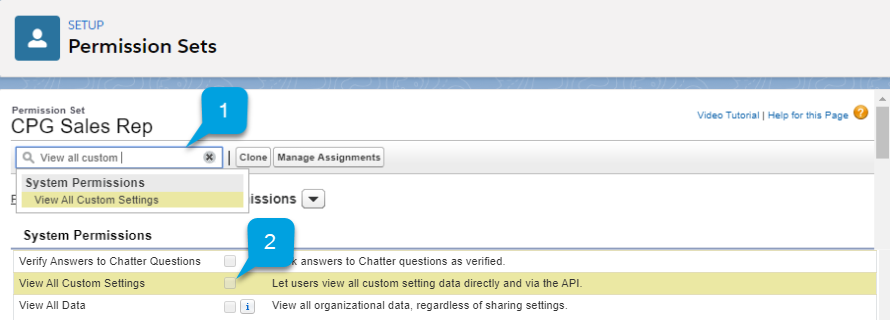 SETUP
Permission Sets
Permission Set
CPG Sales Rep
1
Video Tutorial | Help for this Page ?
View all custom
Clone
Manage Assignments
System Permissions
View All Custom Settings
issions
System Permissions
2
Verify Answers to Chatter Questions
answers to Chatter questions as verified.
View All Custom Settings
Let users view all custom setting data directly and via the API.
View All Data
i
View all organizational data, regardless of sharing settings.